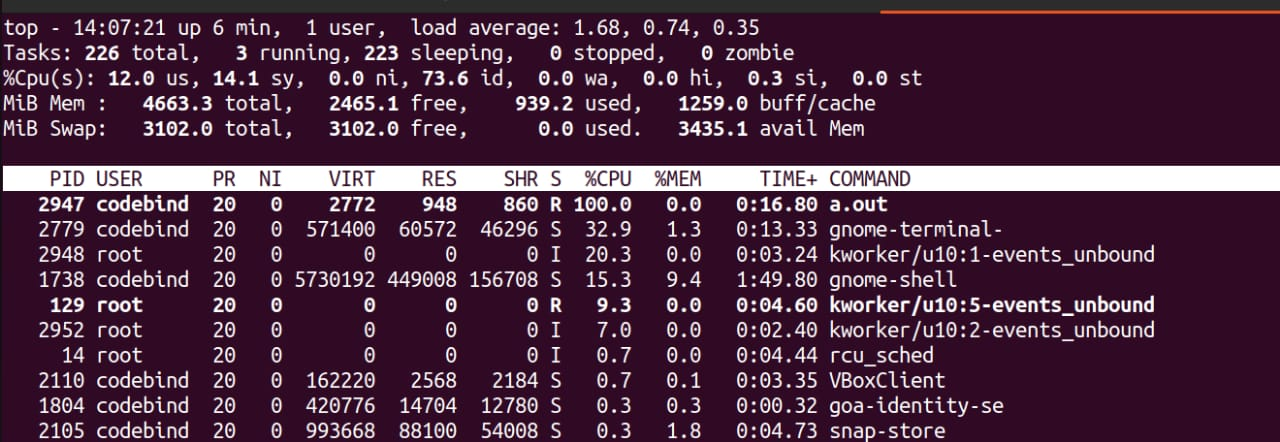 top - 14:07:21 up 6 min,  1 user,  load average: 1.68, 0.74, 0.35
Tasks: 226 total,   3 running, 223 sleeping,   0 stopped,   0 zombie
%Cpu(s): 12.0 us, 14.1 sy,  0.0 ni, 73.6 id,  0.0 wa,  0.0 hi,  0.3 si,  0.0 st
MiB Mem :   4663.3 total,   2465.1 free,    939.2 used,   1259.0 buff/cache
MiB Swap:   3102.0 total,   3102.0 free,      0.0 used.   3435.1 avail Mem
PID USER      PR  NI    VIRT    RES    SHR S  %CPU  %MEM     TIME+ COMMAND
2947 codebind  20   0    2772    948    860 R 100.0   0.0   0:16.80 a.out
2779 codebind  20   0  571400  60572  46296 S  32.9   1.3   0:13.33 gnome-terminal-
2948 root      20   0       0      0      0 I  20.3   0.0   0:03.24 kworker/u10:1-events_unbound
1738 codebind  20   0 5730192 449008 156708 S  15.3   9.4   1:49.80 gnome-shell
129 root      20   0       0      0      0 R   9.3   0.0   0:04.60 kworker/u10:5-events_unbound
2952 root      20   0       0      0      0 I   7.0   0.0   0:02.40 kworker/u10:2-events_unbound
14 root      20   0       0      0      0 I   0.7   0.0   0:04.44 rcu_sched
2110 codebind  20   0  162220   2568   2184 S   0.7   0.1   0:03.35 VBoxClient
1804 codebind  20   0  420776  14704  12780 S   0.3   0.3   0:00.32 goa-identity-se
2105 codebind  20   0  993668  88100  54008 S   0.3   1.8   0:04.73 snap-store